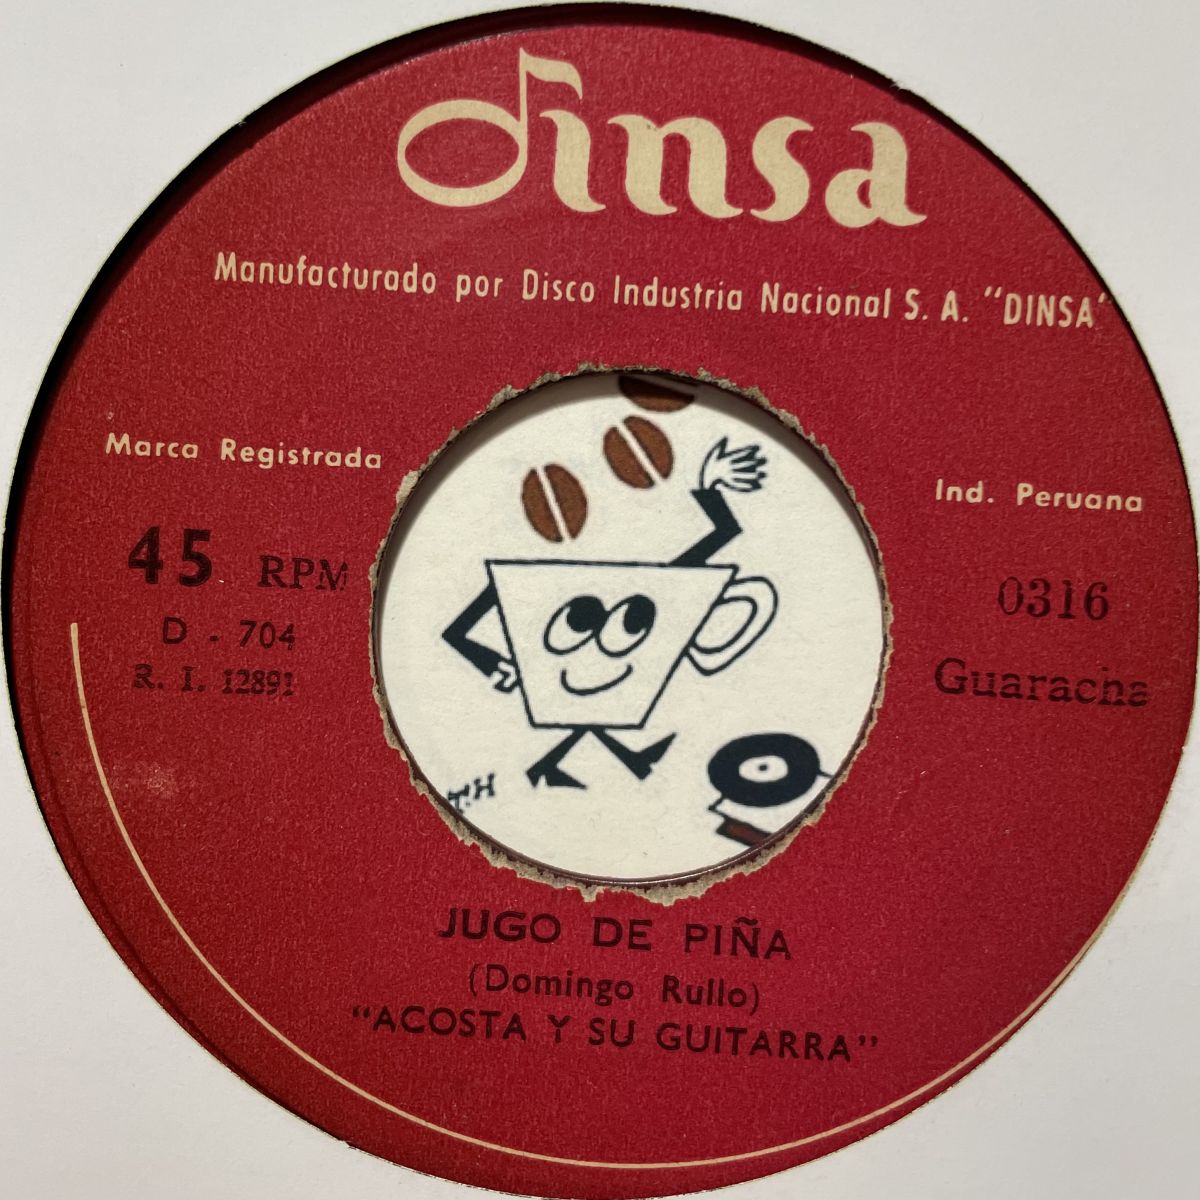 dinsa
Manufacturado por Disco Industria Nacional S. A. "DINSA"
Marca Registrada
Ind. Peruana
45 RPM
D - 704
R. I. 12891
0316
Guaracha
JUGO DE PIÑA
(Domingo Rullo)
"ACOSTA Y SU GUITARRA"